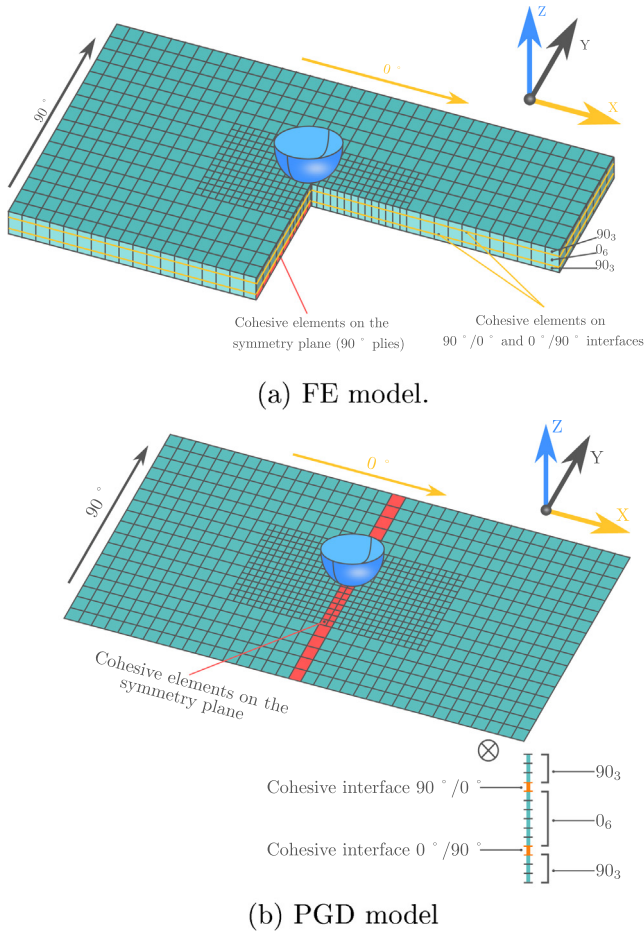 Z
Y
X
0 °
90 °
90₃
0₆
90₃
Cohesive elements on the
symmetry plane (90 ° plies)
Cohesive elements on
90 °/0 ° and 0 °/90 ° interfaces
(a) FE model.
Z
Y
X
0 °
90 °
Cohesive elements on the
symmetry plane
90₃
Cohesive interface 90 °/0 °
0₆
Cohesive interface 0 °/90 °
90₃
(b) PGD model